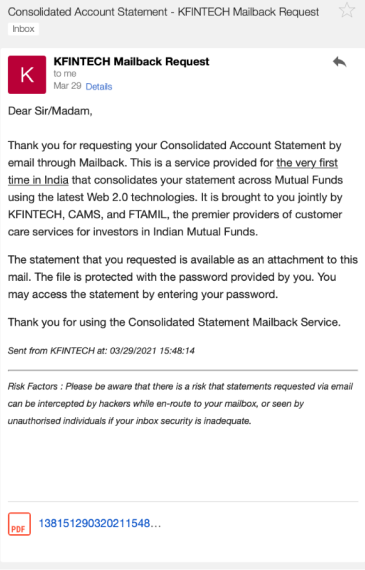 Consolidated Account Statement - KFINTECH Mailback Request
Inbox
K
KFINTECH Mailback Request
to me
Mar 29 Details
Dear Sir/Madam,
Thank you for requesting your Consolidated Account Statement by
email through Mailback. This is a service provided for the very first
time in India that consolidates your statement across Mutual Funds
using the latest Web 2.0 technologies. It is brought to you jointly by
KFINTECH, CAMS, and FTAMIL, the premier providers of customer
care services for investors in Indian Mutual Funds.
The statement that you requested is available as an attachment to this
mail. The file is protected with the password provided by you. You
may access the statement by entering your password.
Thank you for using the Consolidated Statement Mailback Service.
Sent from KFINTECH at: 03/29/2021 15:48:14
Risk Factors : Please be aware that there is a risk that statements requested via email
can be intercepted by hackers while en-route to your mailbox, or seen by
unauthorised individuals if your inbox security is inadequate.
PDF
138151290320211548...